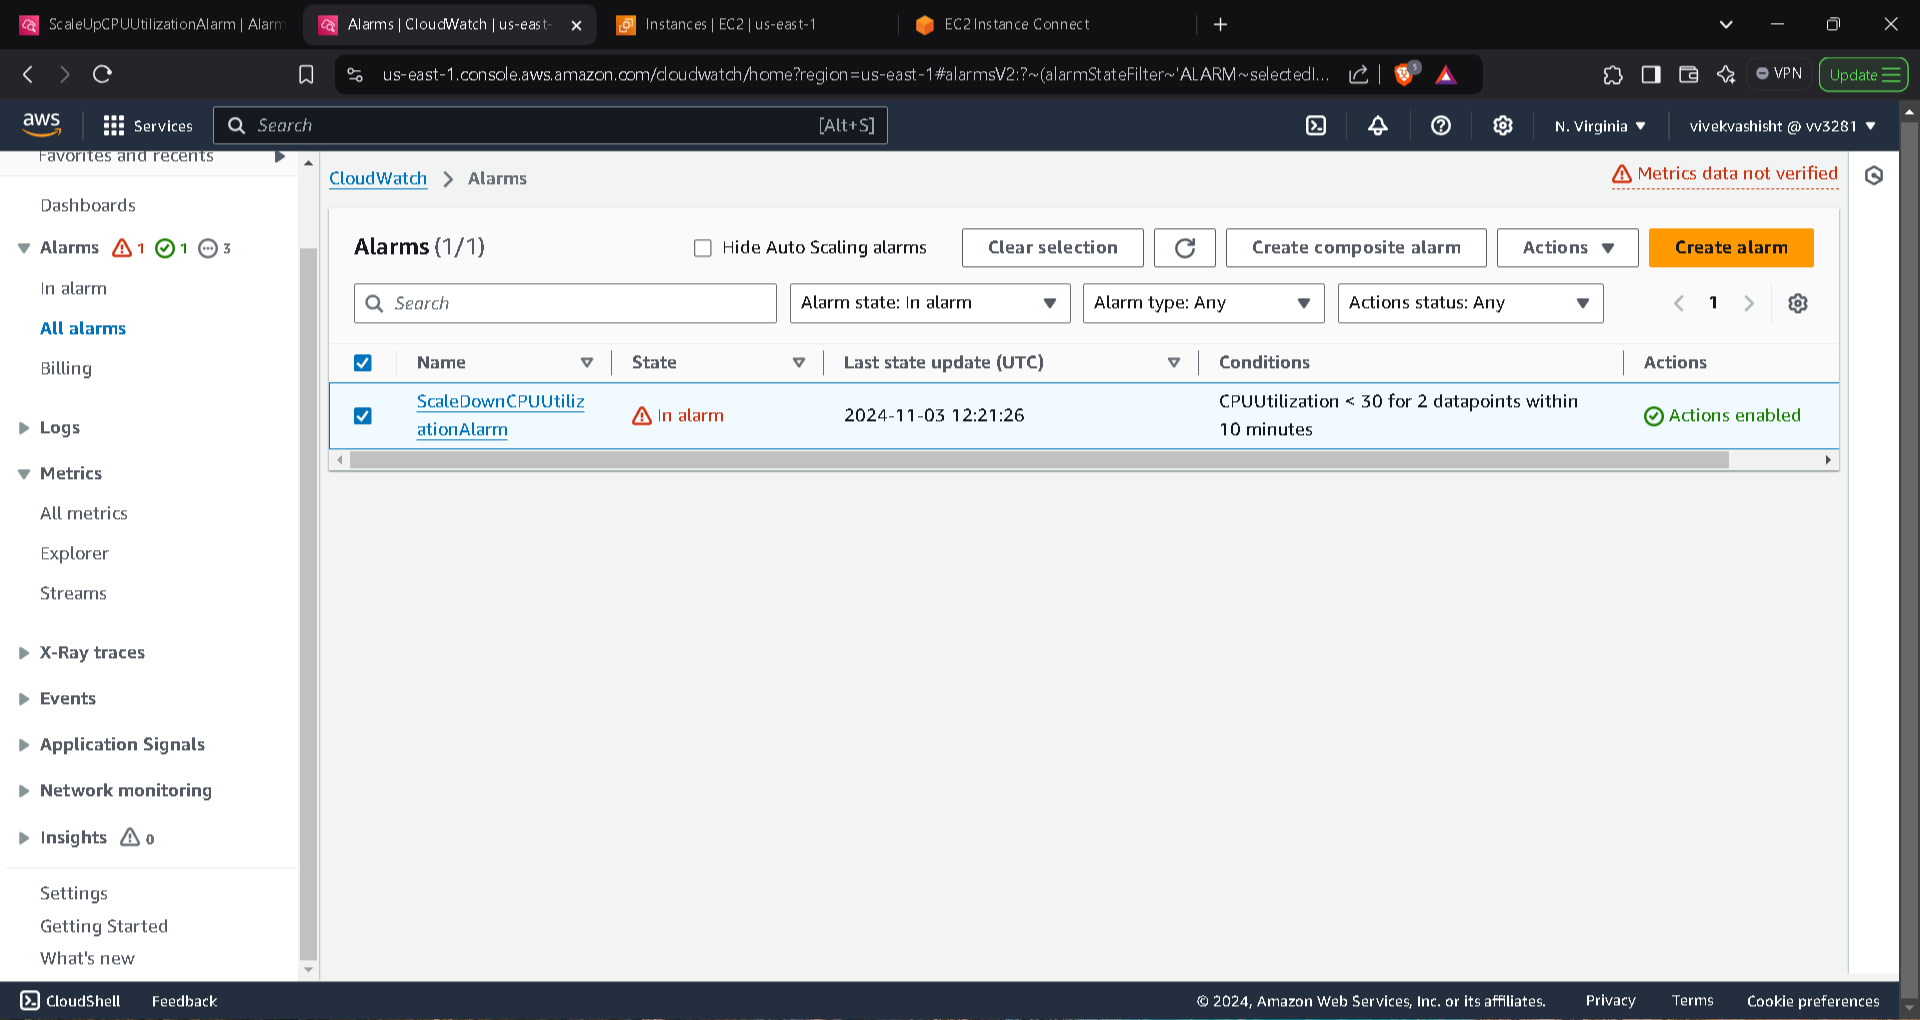 ScaleUpCPUUtilizationAlarm | Alarm
Alarms | CloudWatch | us-east-
Instances | EC2 | us-east-1
EC2 Instance Connect
us-east-1.console.aws.amazon.com/cloudwatch/home?region=us-east-1#alarmsV2:?~(alarmStateFilter~'ALARM~selectedI...
5
VPN
Update
aws
Services
Search
[Alt+S]
N. Virginia
vivekvashisht @ vv3281
Favorites and recents
Dashboards
Alarms 1 1 3
In alarm
All alarms
Billing
Logs
Metrics
All metrics
Explorer
Streams
X-Ray traces
Events
Application Signals
Network monitoring
Insights 0
Settings
Getting Started
What's new
CloudWatch > Alarms
Metrics data not verified
Alarms (1/1)
Hide Auto Scaling alarms
Clear selection
Create composite alarm
Actions
Create alarm
Search
Alarm state: In alarm
Alarm type: Any
Actions status: Any
1
Name
State
Last state update (UTC)
Conditions
Actions
ScaleDownCPUUtiliz
ationAlarm
In alarm
2024-11-03 12:21:26
CPUUtilization < 30 for 2 datapoints within
10 minutes
Actions enabled
CloudShell
Feedback
© 2024, Amazon Web Services, Inc. or its affiliates.
Privacy
Terms
Cookie preferences